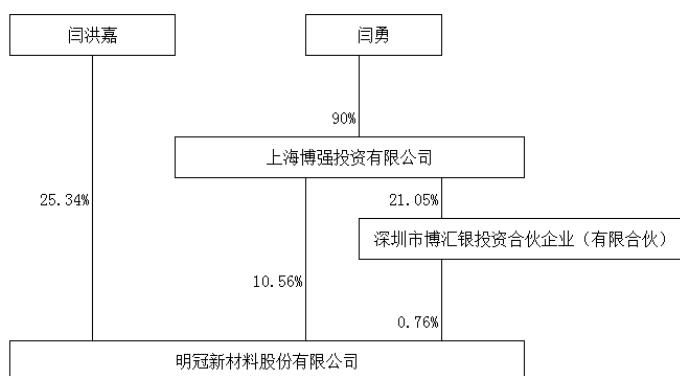 闫洪嘉
闫勇
90%
上海博强投资有限公司
25.34%
21.05%
深圳市博汇银投资合伙企业（有限合伙）
10.56%
0.76%
明冠新材料股份有限公司